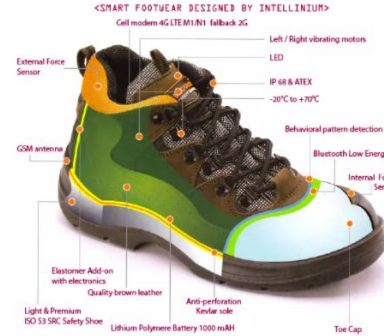 <SMART FOOTWEAR DESIGNED BY INTELLINIUM>
Cell modem 4G LTE M1/N1 fallback 2G
Left / Right vibrating motors
External Force
Sensor
LED
IP 68 & ATEX
-20°C to +70°C
Behavioral pattern detection
GSM antenna
Bluetooth Low Energ
Internal Fo
Se
Elastomer Add-on
with electronics
Quality brown leather
Anti-perforation
Kevlar sole
Light & Premium
ISO S3 SRC Safety Shoe
Lithium Polymere Battery 1000 mAH
Toe Cap